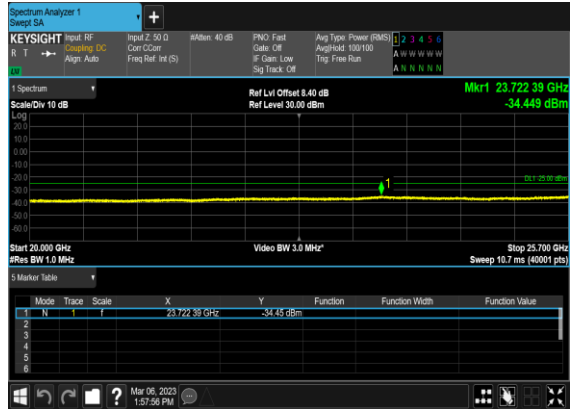 Spectrum Analyzer 1
Swept SA
KEYSIGHT
R T
LXI
Input: RF
Coupling: DC
Align: Auto
Input Z: 50 Ω
Corr CCorr
Freq Ref: Int (S)
#Atten: 40 dB
PNO: Fast
Gate: Off
IF Gain: Low
Sig Track: Off
Avg Type: Power (RMS)
Avg|Hold: 100/100
Trig: Free Run
1 2 3 4 5 6
A W W W W W
A N N N N N
1 Spectrum
Scale/Div 10 dB
Ref Lvl Offset 8.40 dB
Ref Level 30.00 dBm
Mkr1 23.722 39 GHz
-34.449 dBm
Log
20.0
10.0
0.00
-10.0
-20.0
-30.0
-40.0
-50.0
-60.0
1
DL1 -25.00 dBm
Start 20.000 GHz
#Res BW 1.0 MHz
Video BW 3.0 MHz*
Stop 25.700 GHz
Sweep 10.7 ms (40001 pts)
5 Marker Table
Mode Trace Scale X Y Function Function Width Function Value
1 N 1 f 23.722 39 GHz -34.45 dBm
2
3
4
5
6
?
Mar 06, 2023
1:57:56 PM